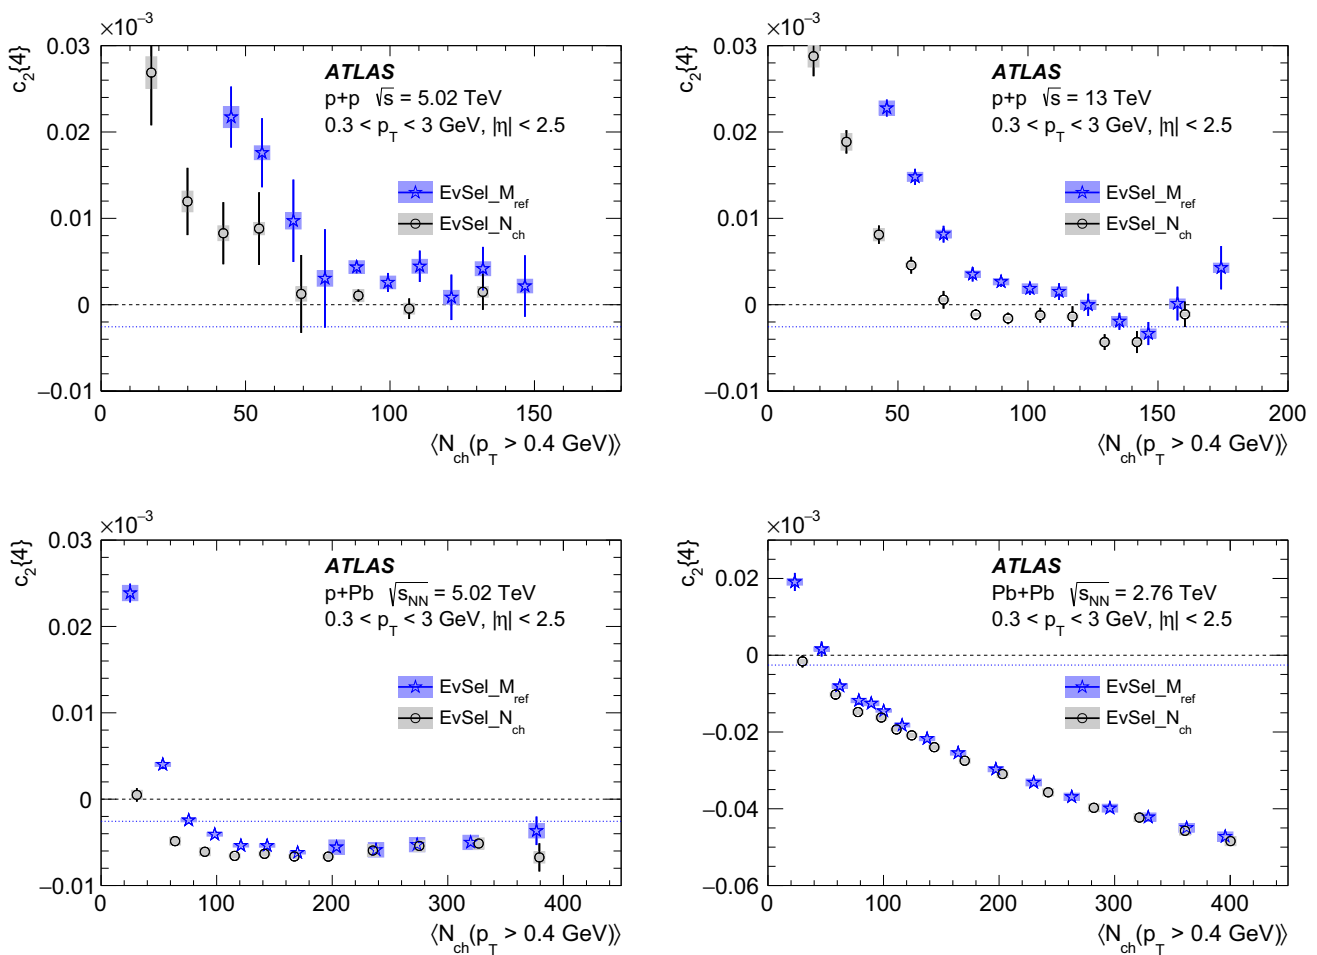 ×10⁻³
c₂{4}
0.03
0.02
0.01
0
−0.01
0 50 100 150
ATLAS
p+p √s = 5.02 TeV
0.3 < p_T < 3 GeV, |η| < 2.5
EvSel_M_ref
EvSel_N_ch
⟨N_ch(p_T > 0.4 GeV)⟩
×10⁻³
c₂{4}
0.03
0.02
0.01
0
−0.01
0 50 100 150 200
ATLAS
p+p √s = 13 TeV
0.3 < p_T < 3 GeV, |η| < 2.5
EvSel_M_ref
EvSel_N_ch
⟨N_ch(p_T > 0.4 GeV)⟩
×10⁻³
c₂{4}
0.03
0.02
0.01
0
−0.01
0 100 200 300 400
ATLAS
p+Pb √s_NN = 5.02 TeV
0.3 < p_T < 3 GeV, |η| < 2.5
EvSel_M_ref
EvSel_N_ch
⟨N_ch(p_T > 0.4 GeV)⟩
×10⁻³
c₂{4}
0.02
0
−0.02
−0.04
−0.06
0 100 200 300 400
ATLAS
Pb+Pb √s_NN = 2.76 TeV
0.3 < p_T < 3 GeV, |η| < 2.5
EvSel_M_ref
EvSel_N_ch
⟨N_ch(p_T > 0.4 GeV)⟩